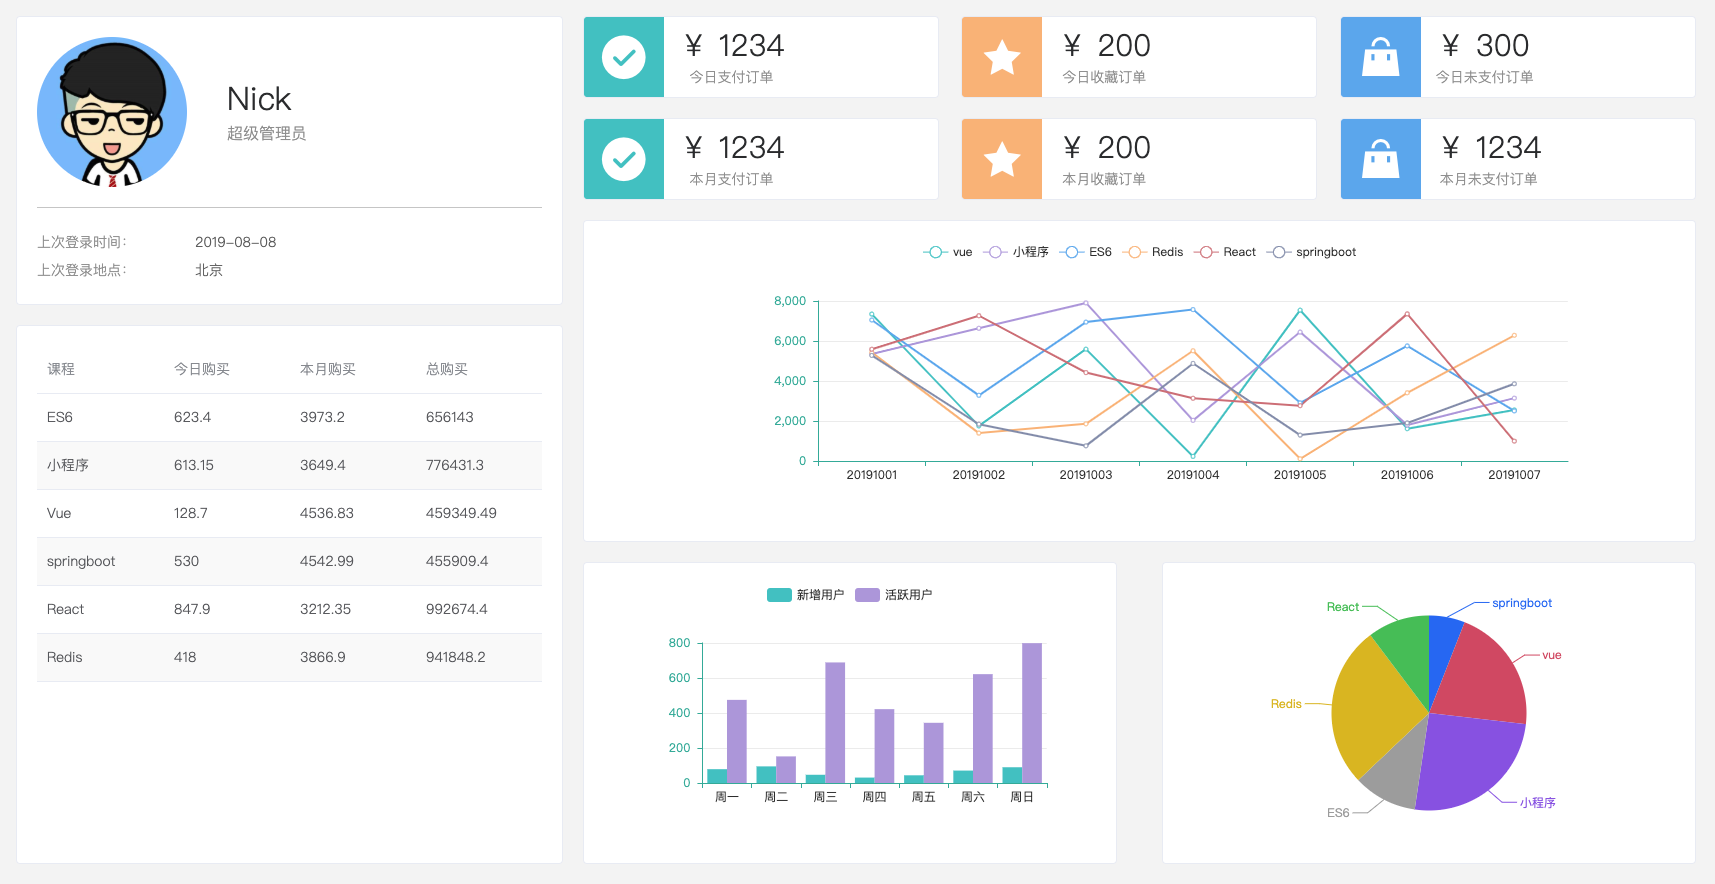 Nick
超级管理员
上次登录时间： 2019-08-08
上次登录地点： 北京
课程 今日购买 本月购买 总购买
ES6 623.4 3973.2 656143
小程序 613.15 3649.4 776431.3
Vue 128.7 4536.83 459349.49
springboot 530 4542.99 455909.4
React 847.9 3212.35 992674.4
Redis 418 3866.9 941848.2
¥ 1234
今日支付订单
¥ 200
今日收藏订单
¥ 300
今日未支付订单
¥ 1234
本月支付订单
¥ 200
本月收藏订单
¥ 1234
本月未支付订单
vue 小程序 ES6 Redis React springboot
8,000
6,000
4,000
2,000
0
20191001 20191002 20191003 20191004 20191005 20191006 20191007
新增用户 活跃用户
800
600
400
200
0
周一 周二 周三 周四 周五 周六 周日
springboot
React
vue
Redis
小程序
ES6